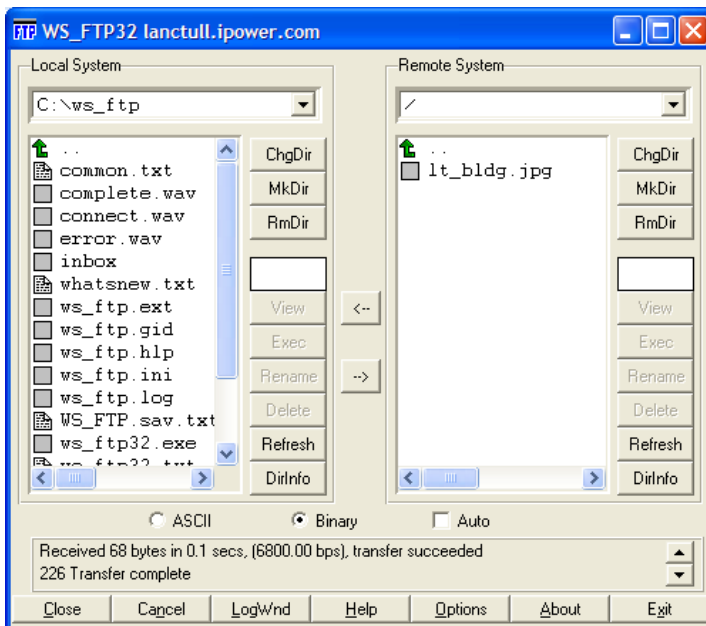 WS_FTP32 lanctull.ipower.com
Local System
C:\ws_ftp
..
common.txt
complete.wav
connect.wav
error.wav
inbox
whatsnew.txt
ws_ftp.ext
ws_ftp.gid
ws_ftp.hlp
ws_ftp.ini
ws_ftp.log
WS_FTP.sav.txt
ws_ftp32.exe
ws_ftp32.txt
ChgDir
MkDir
RmDir
View
Exec
Rename
Delete
Refresh
DirInfo
<--
-->
Remote System
/
..
lt_bldg.jpg
ChgDir
MkDir
RmDir
View
Exec
Rename
Delete
Refresh
DirInfo
ASCII Binary Auto
Received 68 bytes in 0.1 secs, (6800.00 bps), transfer succeeded
226 Transfer complete
Close Cancel LogWnd Help Options About Exit